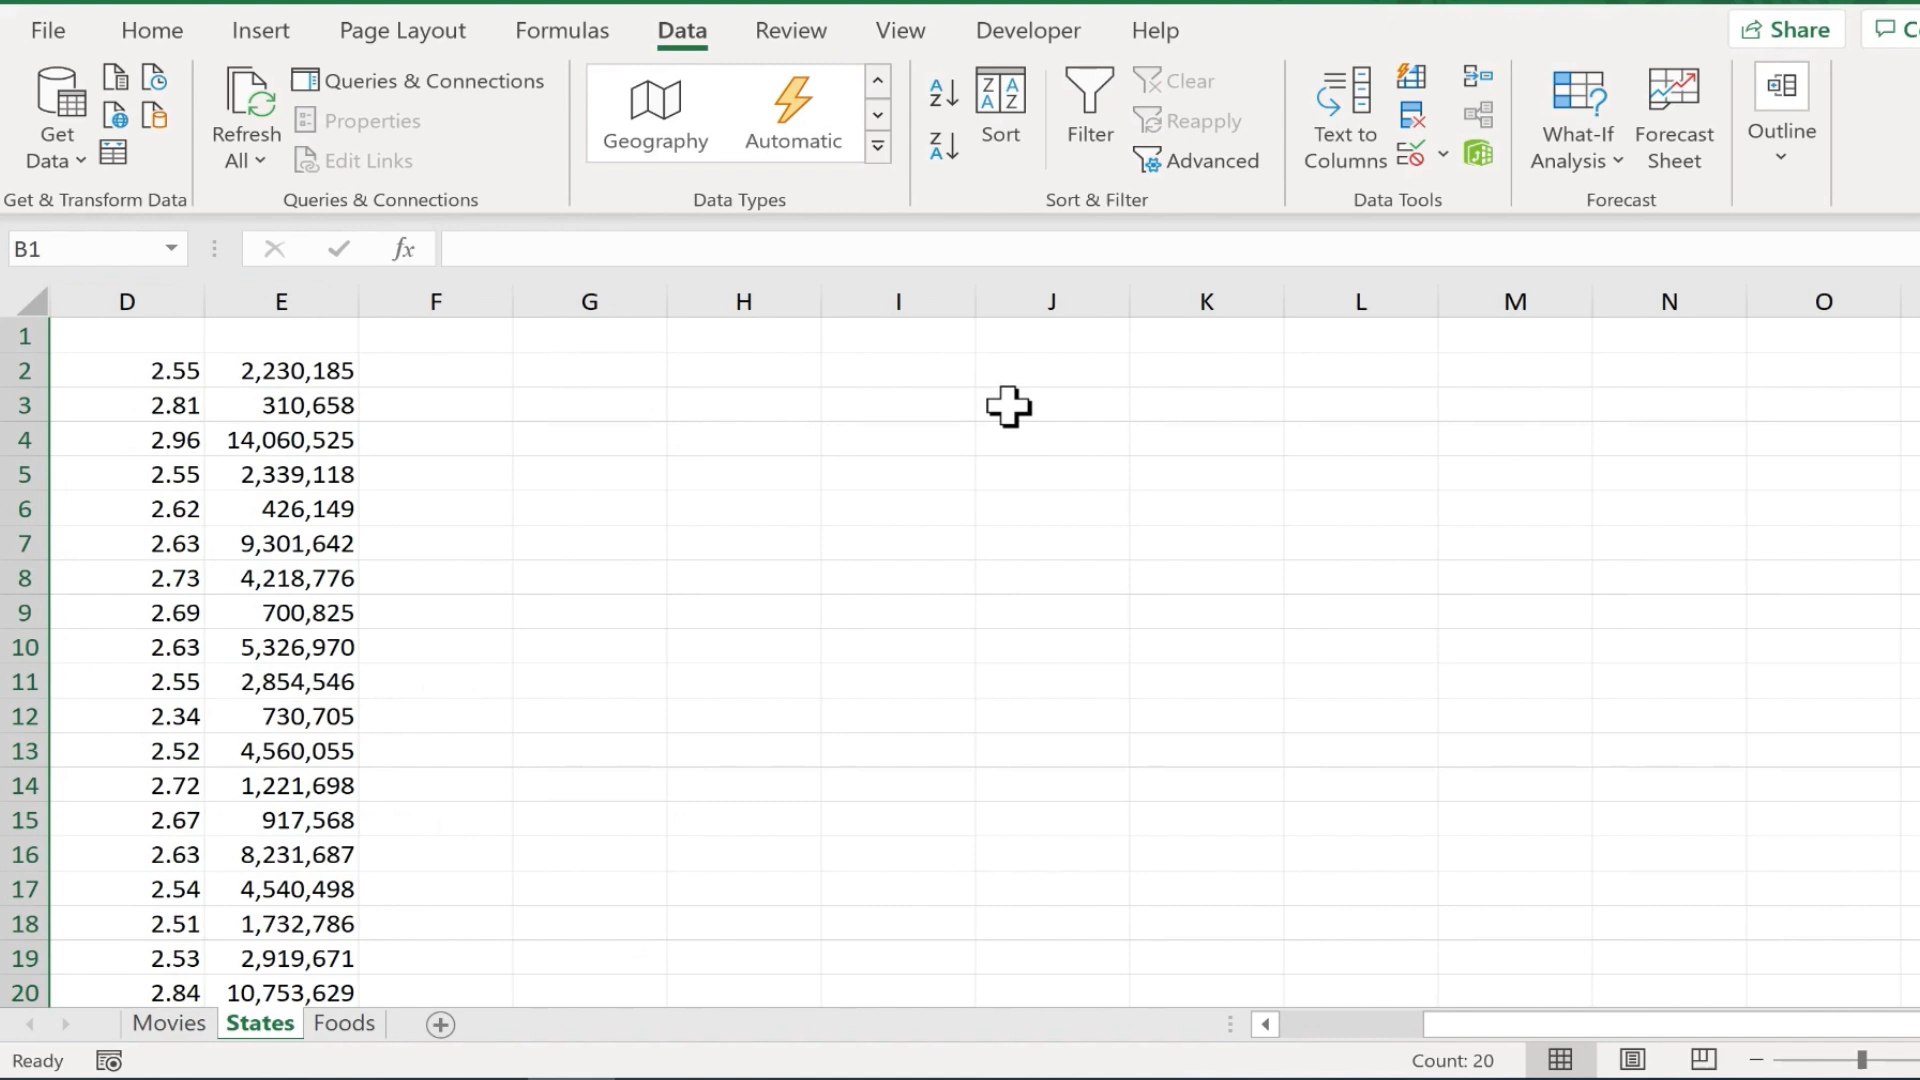 File Home Insert Page Layout Formulas Data Review View Developer Help Share
Get Data
Refresh All
Queries & Connections
Properties
Edit Links
Geography Automatic
A Z
Z A
Z A A Z
Sort
Filter
Clear
Reapply
Advanced
Text to Columns
What-If Analysis
Forecast Sheet
Outline
Get & Transform Data Queries & Connections Data Types Sort & Filter Data Tools Forecast
B1 fx
D E F G H I J K L M N O
1
2 2.55 2,230,185
3 2.81 310,658
4 2.96 14,060,525
5 2.55 2,339,118
6 2.62 426,149
7 2.63 9,301,642
8 2.73 4,218,776
9 2.69 700,825
10 2.63 5,326,970
11 2.55 2,854,546
12 2.34 730,705
13 2.52 4,560,055
14 2.72 1,221,698
15 2.67 917,568
16 2.63 8,231,687
17 2.54 4,540,498
18 2.51 1,732,786
19 2.53 2,919,671
20 2.84 10,753,629
Movies States Foods
Ready Count: 20